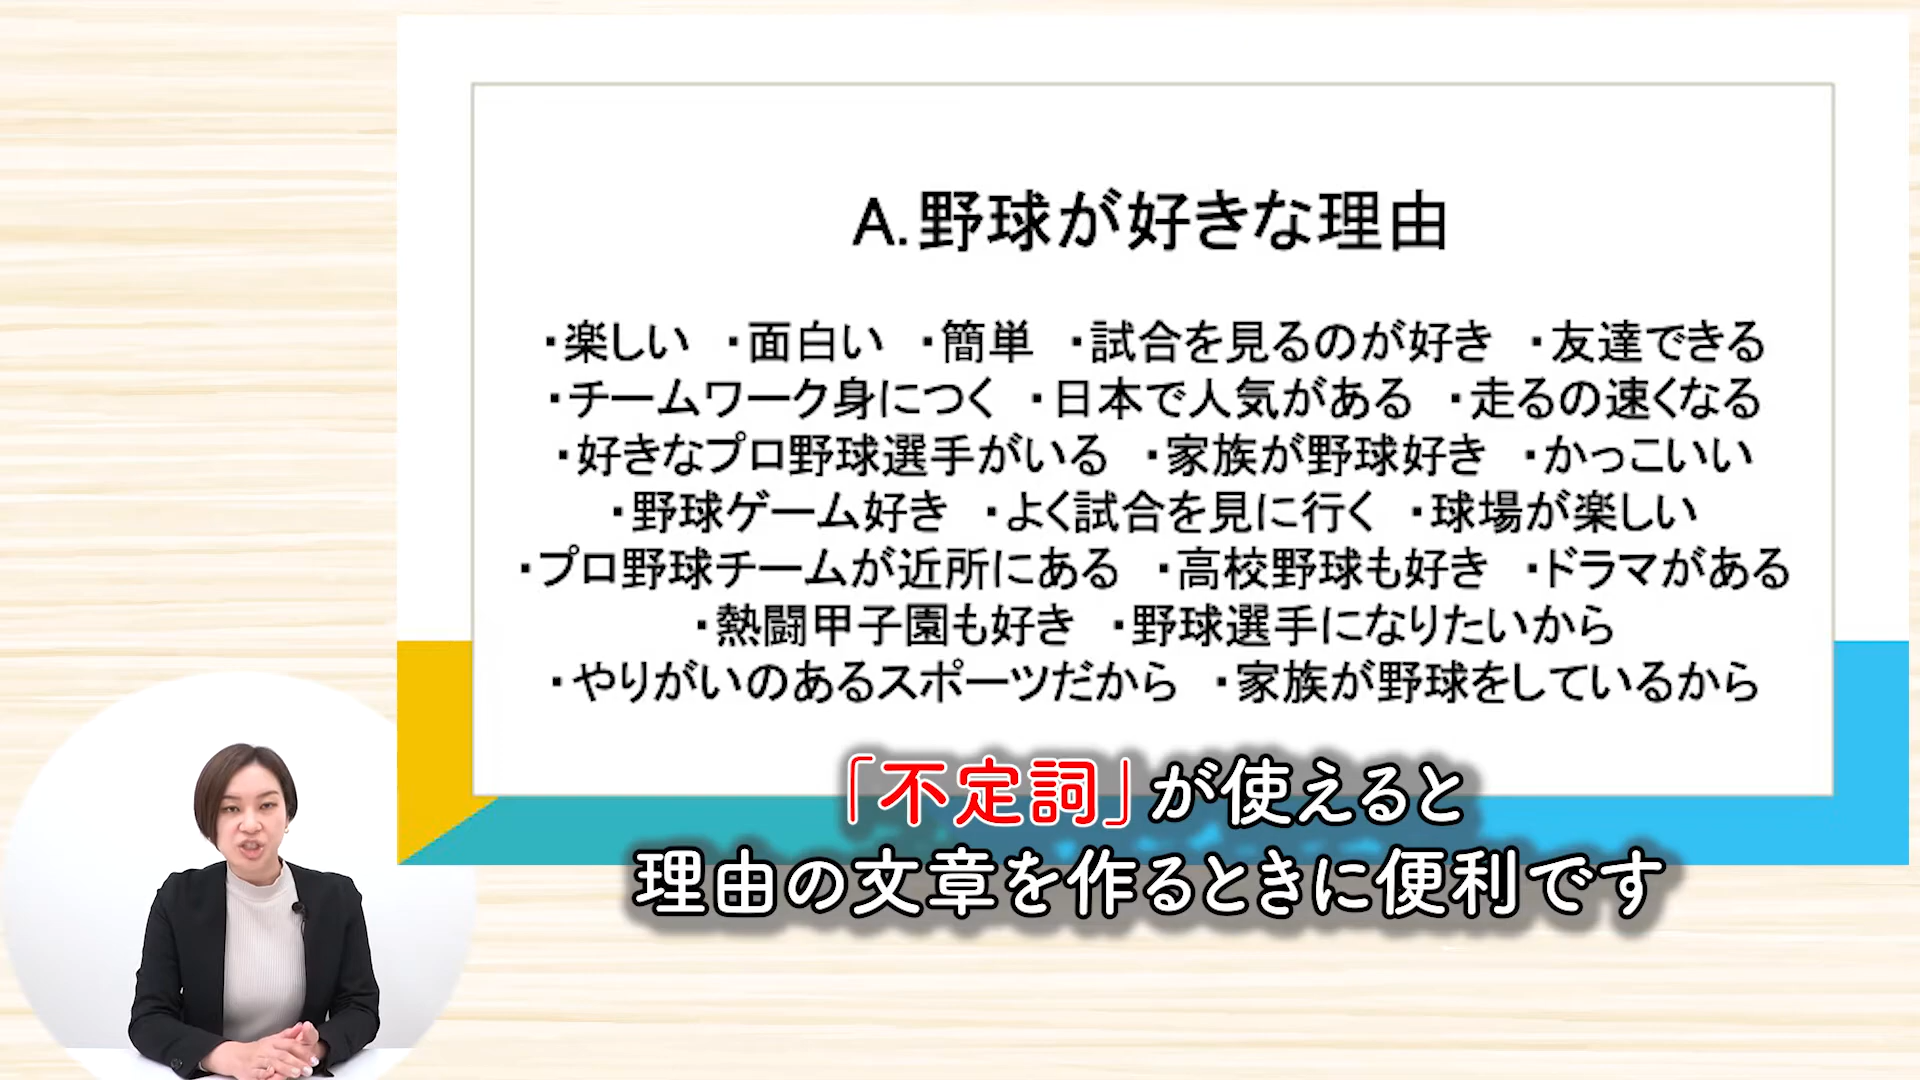 A.野球が好きな理由
・楽しい ・面白い ・簡単 ・試合を見るのが好き ・友達できる
・チームワーク身につく ・日本で人気がある ・走るの速くなる
・好きなプロ野球選手がいる ・家族が野球好き ・かっこいい
・野球ゲーム好き ・よく試合を見に行く ・球場が楽しい
・プロ野球チームが近所にある ・高校野球も好き ・ドラマがある
・熱闘甲子園も好き ・野球選手になりたいから
・やりがいのあるスポーツだから ・家族が野球をしているから
「不定詞」が使えると
理由の文章を作るときに便利です